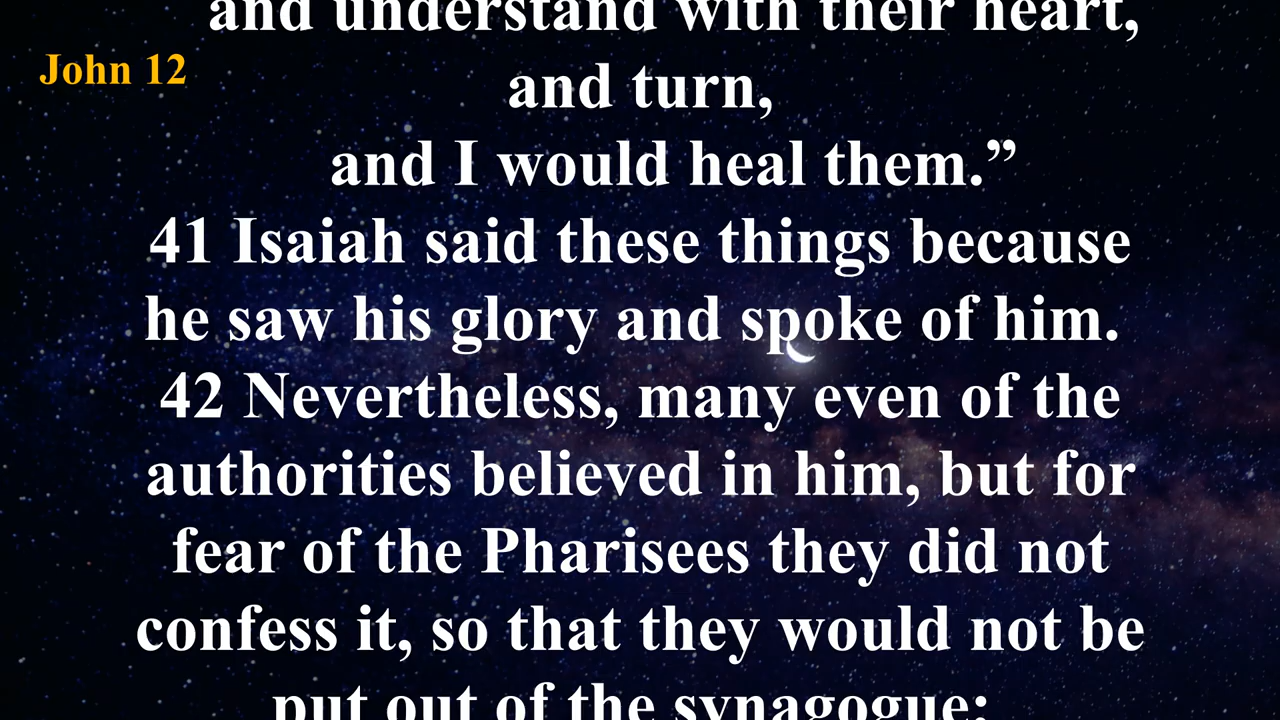 and understand with their heart,
John 12
and turn,
and I would heal them.”
41 Isaiah said these things because
he saw his glory and spoke of him.
42 Nevertheless, many even of the
authorities believed in him, but for
fear of the Pharisees they did not
confess it, so that they would not be
put out of the synagogue;